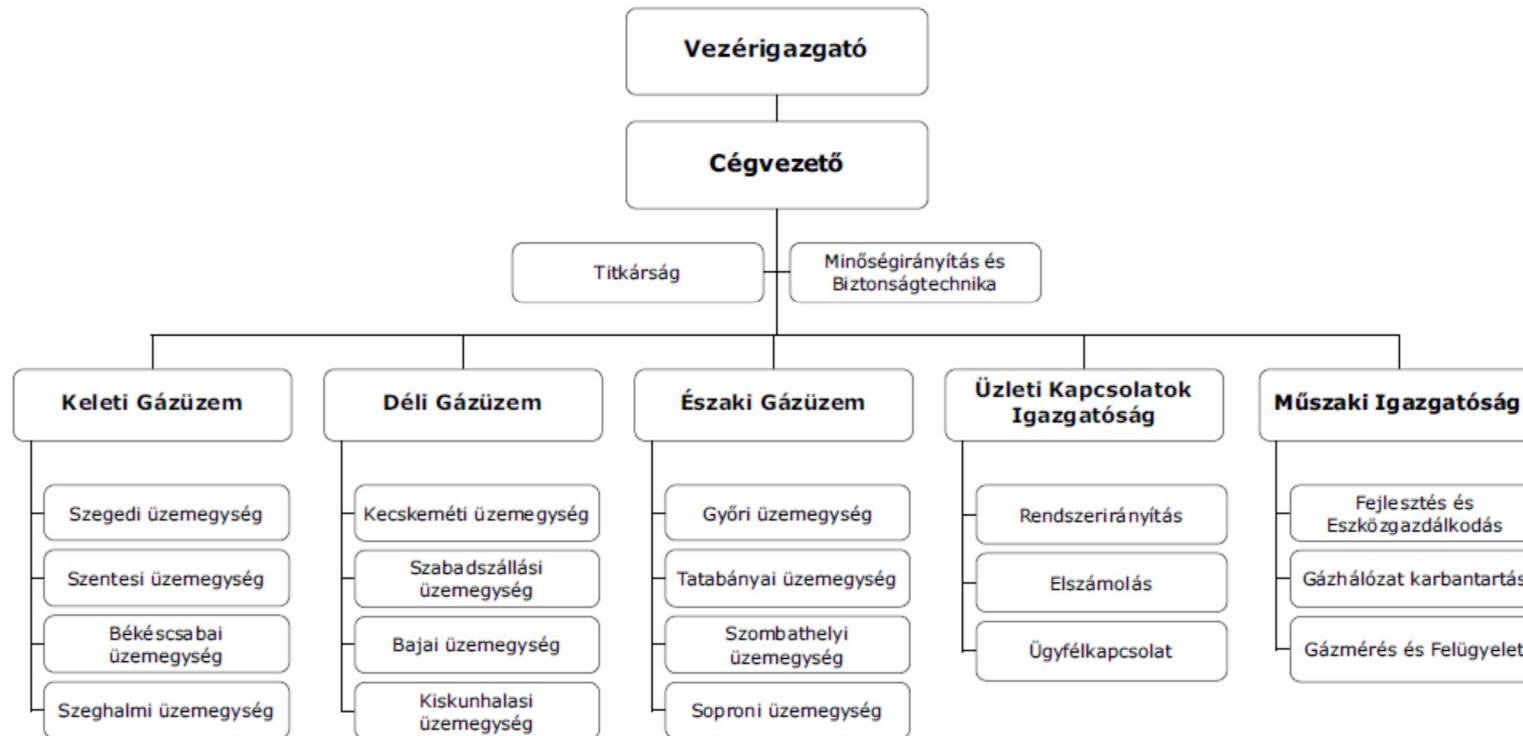 Vezérigazgató
Cégvezető
Titkárság
Minőségirányítás és
Biztonságtechnika
Keleti Gázüzem
Déli Gázüzem
Északi Gázüzem
Üzleti Kapcsolatok
Igazgatóság
Műszaki Igazgatóság
Szegedi üzemegység
Szentesi üzemegység
Békéscsabai
üzemegység
Szeghalmi üzemegység
Kecskeméti üzemegység
Szabadszállási
üzemegység
Bajai üzemegység
Kiskunhalasi
üzemegység
Győri üzemegység
Tatabányai üzemegység
Szombathelyi
üzemegység
Soproni üzemegység
Rendszerirányítás
Elszámolás
Ügyfélkapcsolat
Fejlesztés és
Eszközgazdálkodás
Gázhálózat karbantartás
Gázmérés és Felügyelet